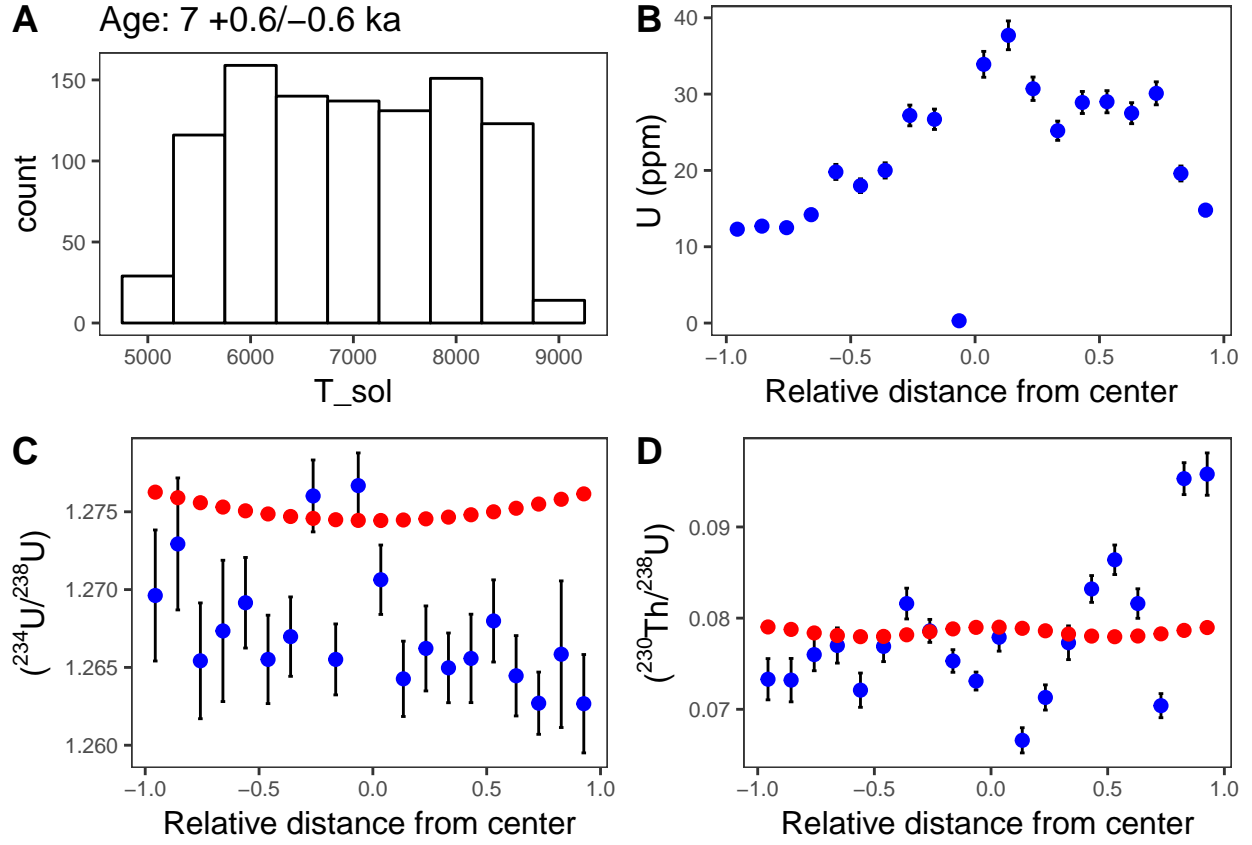 A Age: 7 +0.6/−0.6 ka
150
100
50
0
count
5000 6000 7000 8000 9000
T_sol
B
40
30
20
10
0
U (ppm)
−1.0 −0.5 0.0 0.5 1.0
Relative distance from center
C
1.275
1.270
1.265
1.260
(²³⁴U/²³⁸U)
−1.0 −0.5 0.0 0.5 1.0
Relative distance from center
D
0.09
0.08
0.07
(²³⁰Th/²³⁸U)
−1.0 −0.5 0.0 0.5 1.0
Relative distance from center